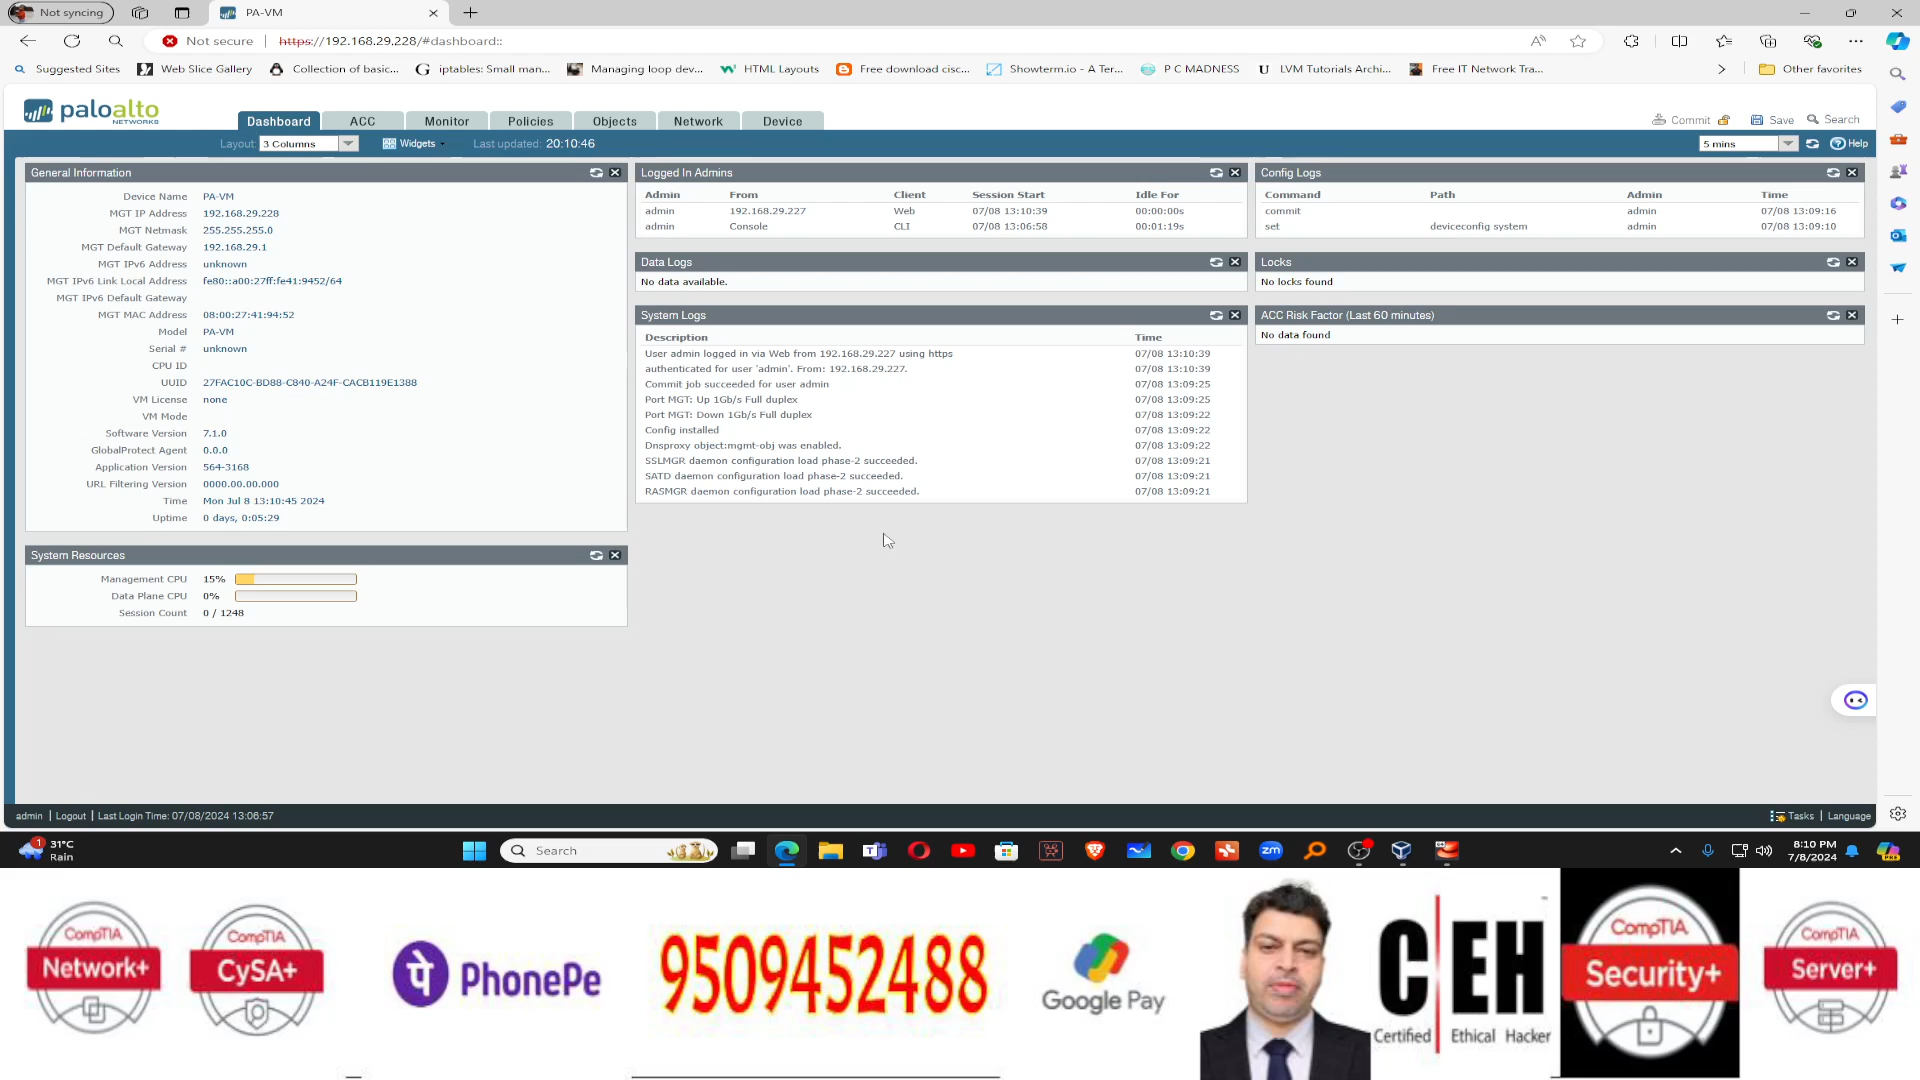 Not syncing
PA-VM
Not secure
https://192.168.29.228/#dashboard::
Suggested Sites
Web Slice Gallery
Collection of basic...
iptables: Small man...
Managing loop dev...
HTML Layouts
Free download cisc...
Showterm.io - A Ter...
P C MADNESS
LVM Tutorials Archi...
Free IT Network Tra...
Other favorites
paloalto
NETWORKS
Dashboard
ACC
Monitor
Policies
Objects
Network
Device
Commit
Save
Search
Layout: 3 Columns
Widgets
Last updated: 20:10:46
5 mins
Help
General Information
Device Name PA-VM
MGT IP Address 192.168.29.228
MGT Netmask 255.255.255.0
MGT Default Gateway 192.168.29.1
MGT IPv6 Address unknown
MGT IPv6 Link Local Address fe80::a00:27ff:fe41:9452/64
MGT IPv6 Default Gateway
MGT MAC Address 08:00:27:41:94:52
Model PA-VM
Serial # unknown
CPU ID
UUID 27FAC10C-BD88-C840-A24F-CACB119E1388
VM License none
VM Mode
Software Version 7.1.0
GlobalProtect Agent 0.0.0
Application Version 564-3168
URL Filtering Version 0000.00.00.000
Time Mon Jul 8 13:10:45 2024
Uptime 0 days, 0:05:29
System Resources
Management CPU 15%
Data Plane CPU 0%
Session Count 0 / 1248
Logged In Admins
Admin From Client Session Start Idle For
admin 192.168.29.227 Web 07/08 13:10:39 00:00:00s
admin Console CLI 07/08 13:06:58 00:01:19s
Data Logs
No data available.
System Logs
Description Time
User admin logged in via Web from 192.168.29.227 using https 07/08 13:10:39
authenticated for user 'admin'. From: 192.168.29.227. 07/08 13:10:39
Commit job succeeded for user admin 07/08 13:09:25
Port MGT: Up 1Gb/s Full duplex 07/08 13:09:25
Port MGT: Down 1Gb/s Full duplex 07/08 13:09:22
Config installed 07/08 13:09:22
Dnsproxy object:mgmt-obj was enabled. 07/08 13:09:22
SSLMGR daemon configuration load phase-2 succeeded. 07/08 13:09:21
SATD daemon configuration load phase-2 succeeded. 07/08 13:09:21
RASMGR daemon configuration load phase-2 succeeded. 07/08 13:09:21
Config Logs
Command Path Admin Time
commit admin 07/08 13:09:16
set deviceconfig system admin 07/08 13:09:10
Locks
No locks found
ACC Risk Factor (Last 60 minutes)
No data found
admin | Logout | Last Login Time: 07/08/2024 13:06:57
Tasks | Language
1
31°C
Rain
Search
zm
8:10 PM
7/8/2024
CompTIA
Network+
CompTIA
CySA+
पे PhonePe
9509452488
Google Pay
C|EH
Certified Ethical Hacker
CompTIA
Security+
CompTIA
Server+